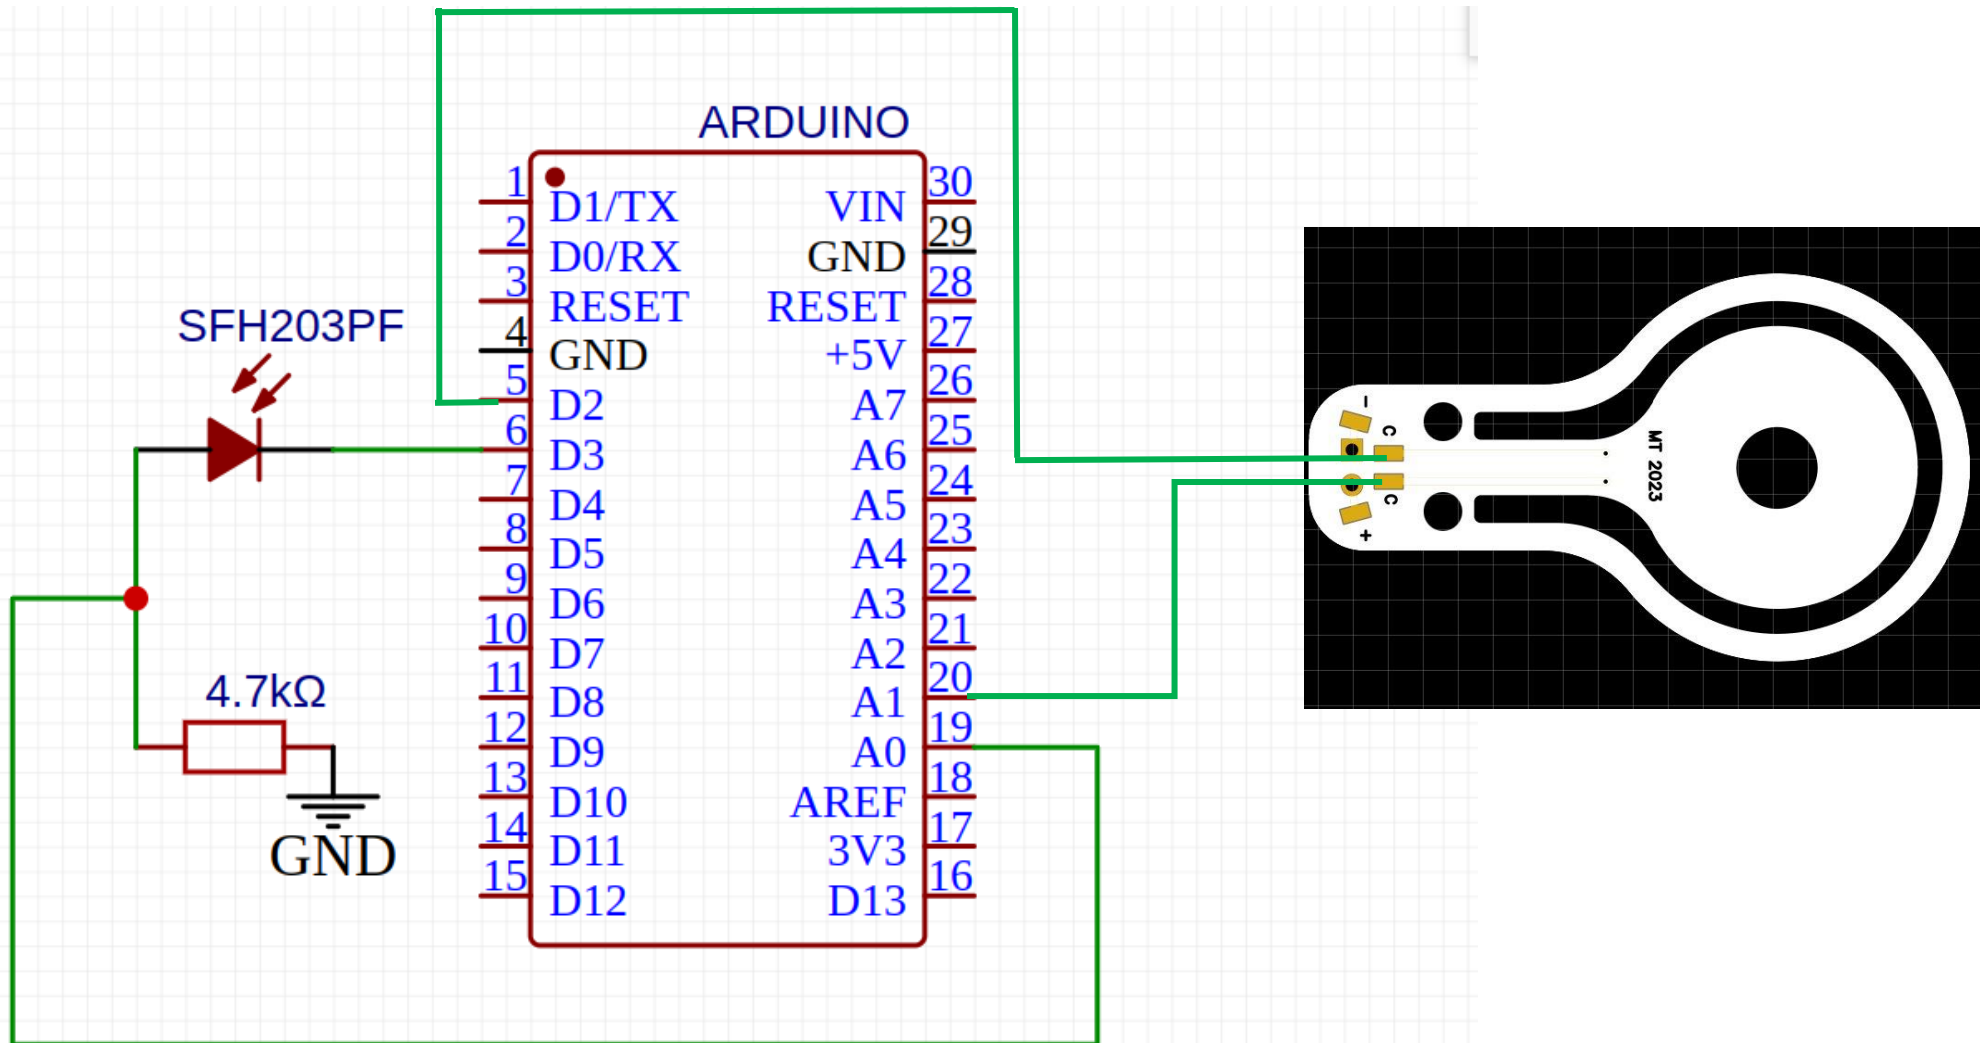 ARDUINO
1 D1/TX VIN 30
2 D0/RX GND 29
3 RESET RESET 28
4 GND +5V 27
5 D2 A7 26
6 D3 A6 25
7 D4 A5 24
8 D5 A4 23
9 D6 A3 22
10 D7 A2 21
11 D8 A1 20
12 D9 A0 19
13 D10 AREF 18
14 D11 3V3 17
15 D12 D13 16
SFH203PF
4.7kΩ
GND
-
C
C
+
MT 2023